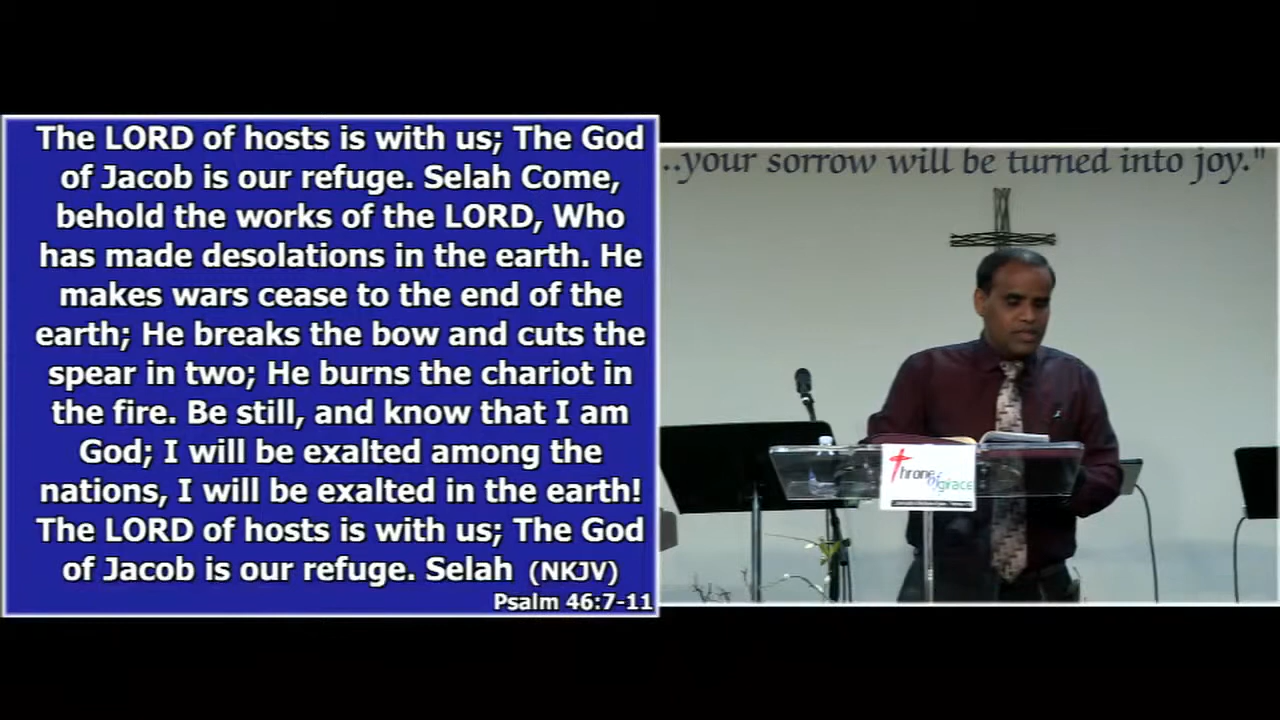 The LORD of hosts is with us; The God
of Jacob is our refuge. Selah Come,
behold the works of the LORD, Who
has made desolations in the earth. He
makes wars cease to the end of the
earth; He breaks the bow and cuts the
spear in two; He burns the chariot in
the fire. Be still, and know that I am
God; I will be exalted among the
nations, I will be exalted in the earth!
The LORD of hosts is with us; The God
of Jacob is our refuge. Selah (NKJV)
Psalm 46:7-11
..your sorrow will be turned into joy."
throne
of grace